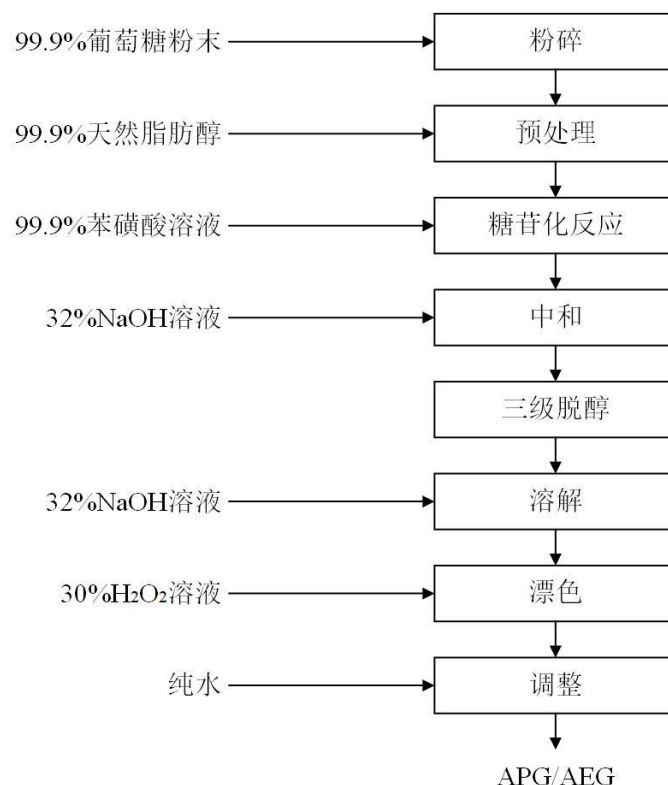 99.9%葡萄糖粉末
粉碎
99.9%天然脂肪醇
预处理
99.9%苯磺酸溶液
糖苷化反应
32%NaOH溶液
中和
三级脱醇
32%NaOH溶液
溶解
30%H₂O₂溶液
漂色
纯水
调整
APG/AEG